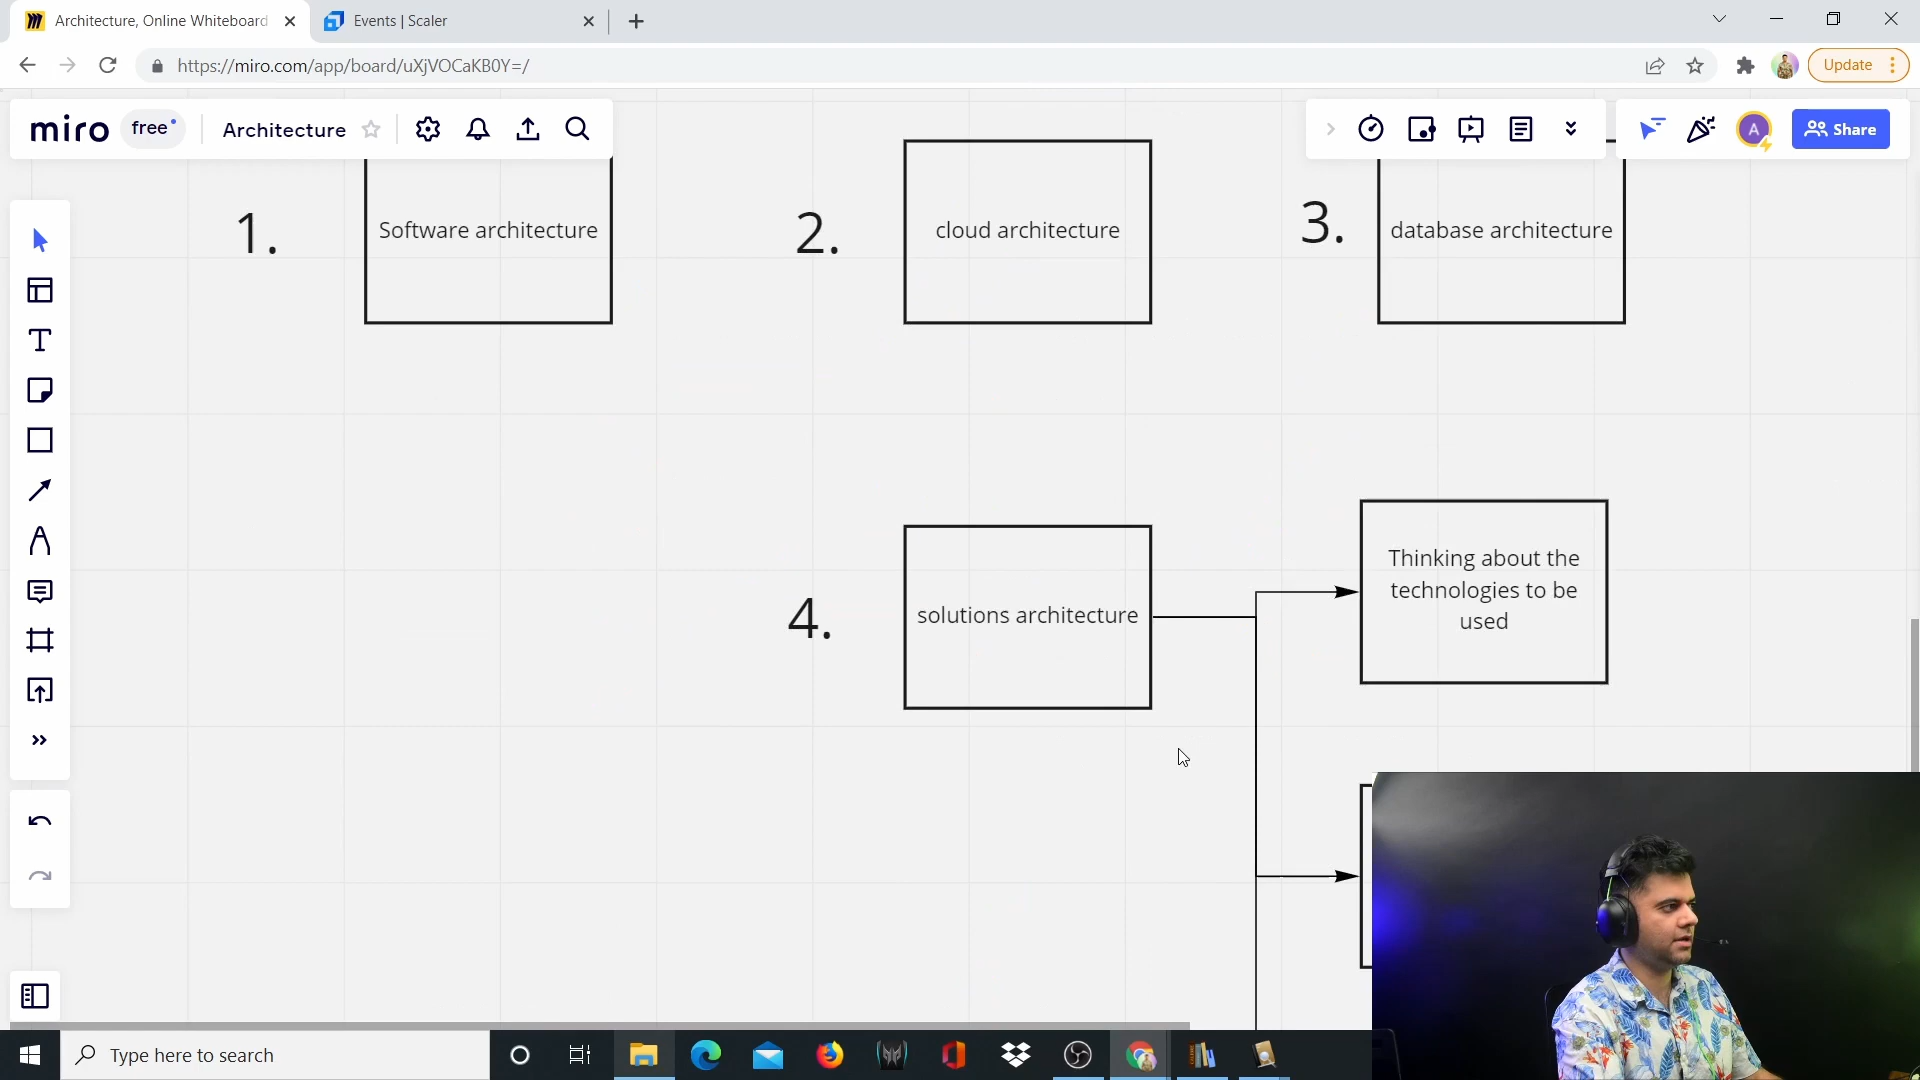 Architecture, Online Whiteboard
Events | Scaler
https://miro.com/app/board/uXjVOCaKB0Y=/
Update
miro
free
Architecture
A
Share
1.
Software architecture
2.
cloud architecture
3.
database architecture
4.
solutions architecture
Thinking about the
technologies to be
used
Type here to search